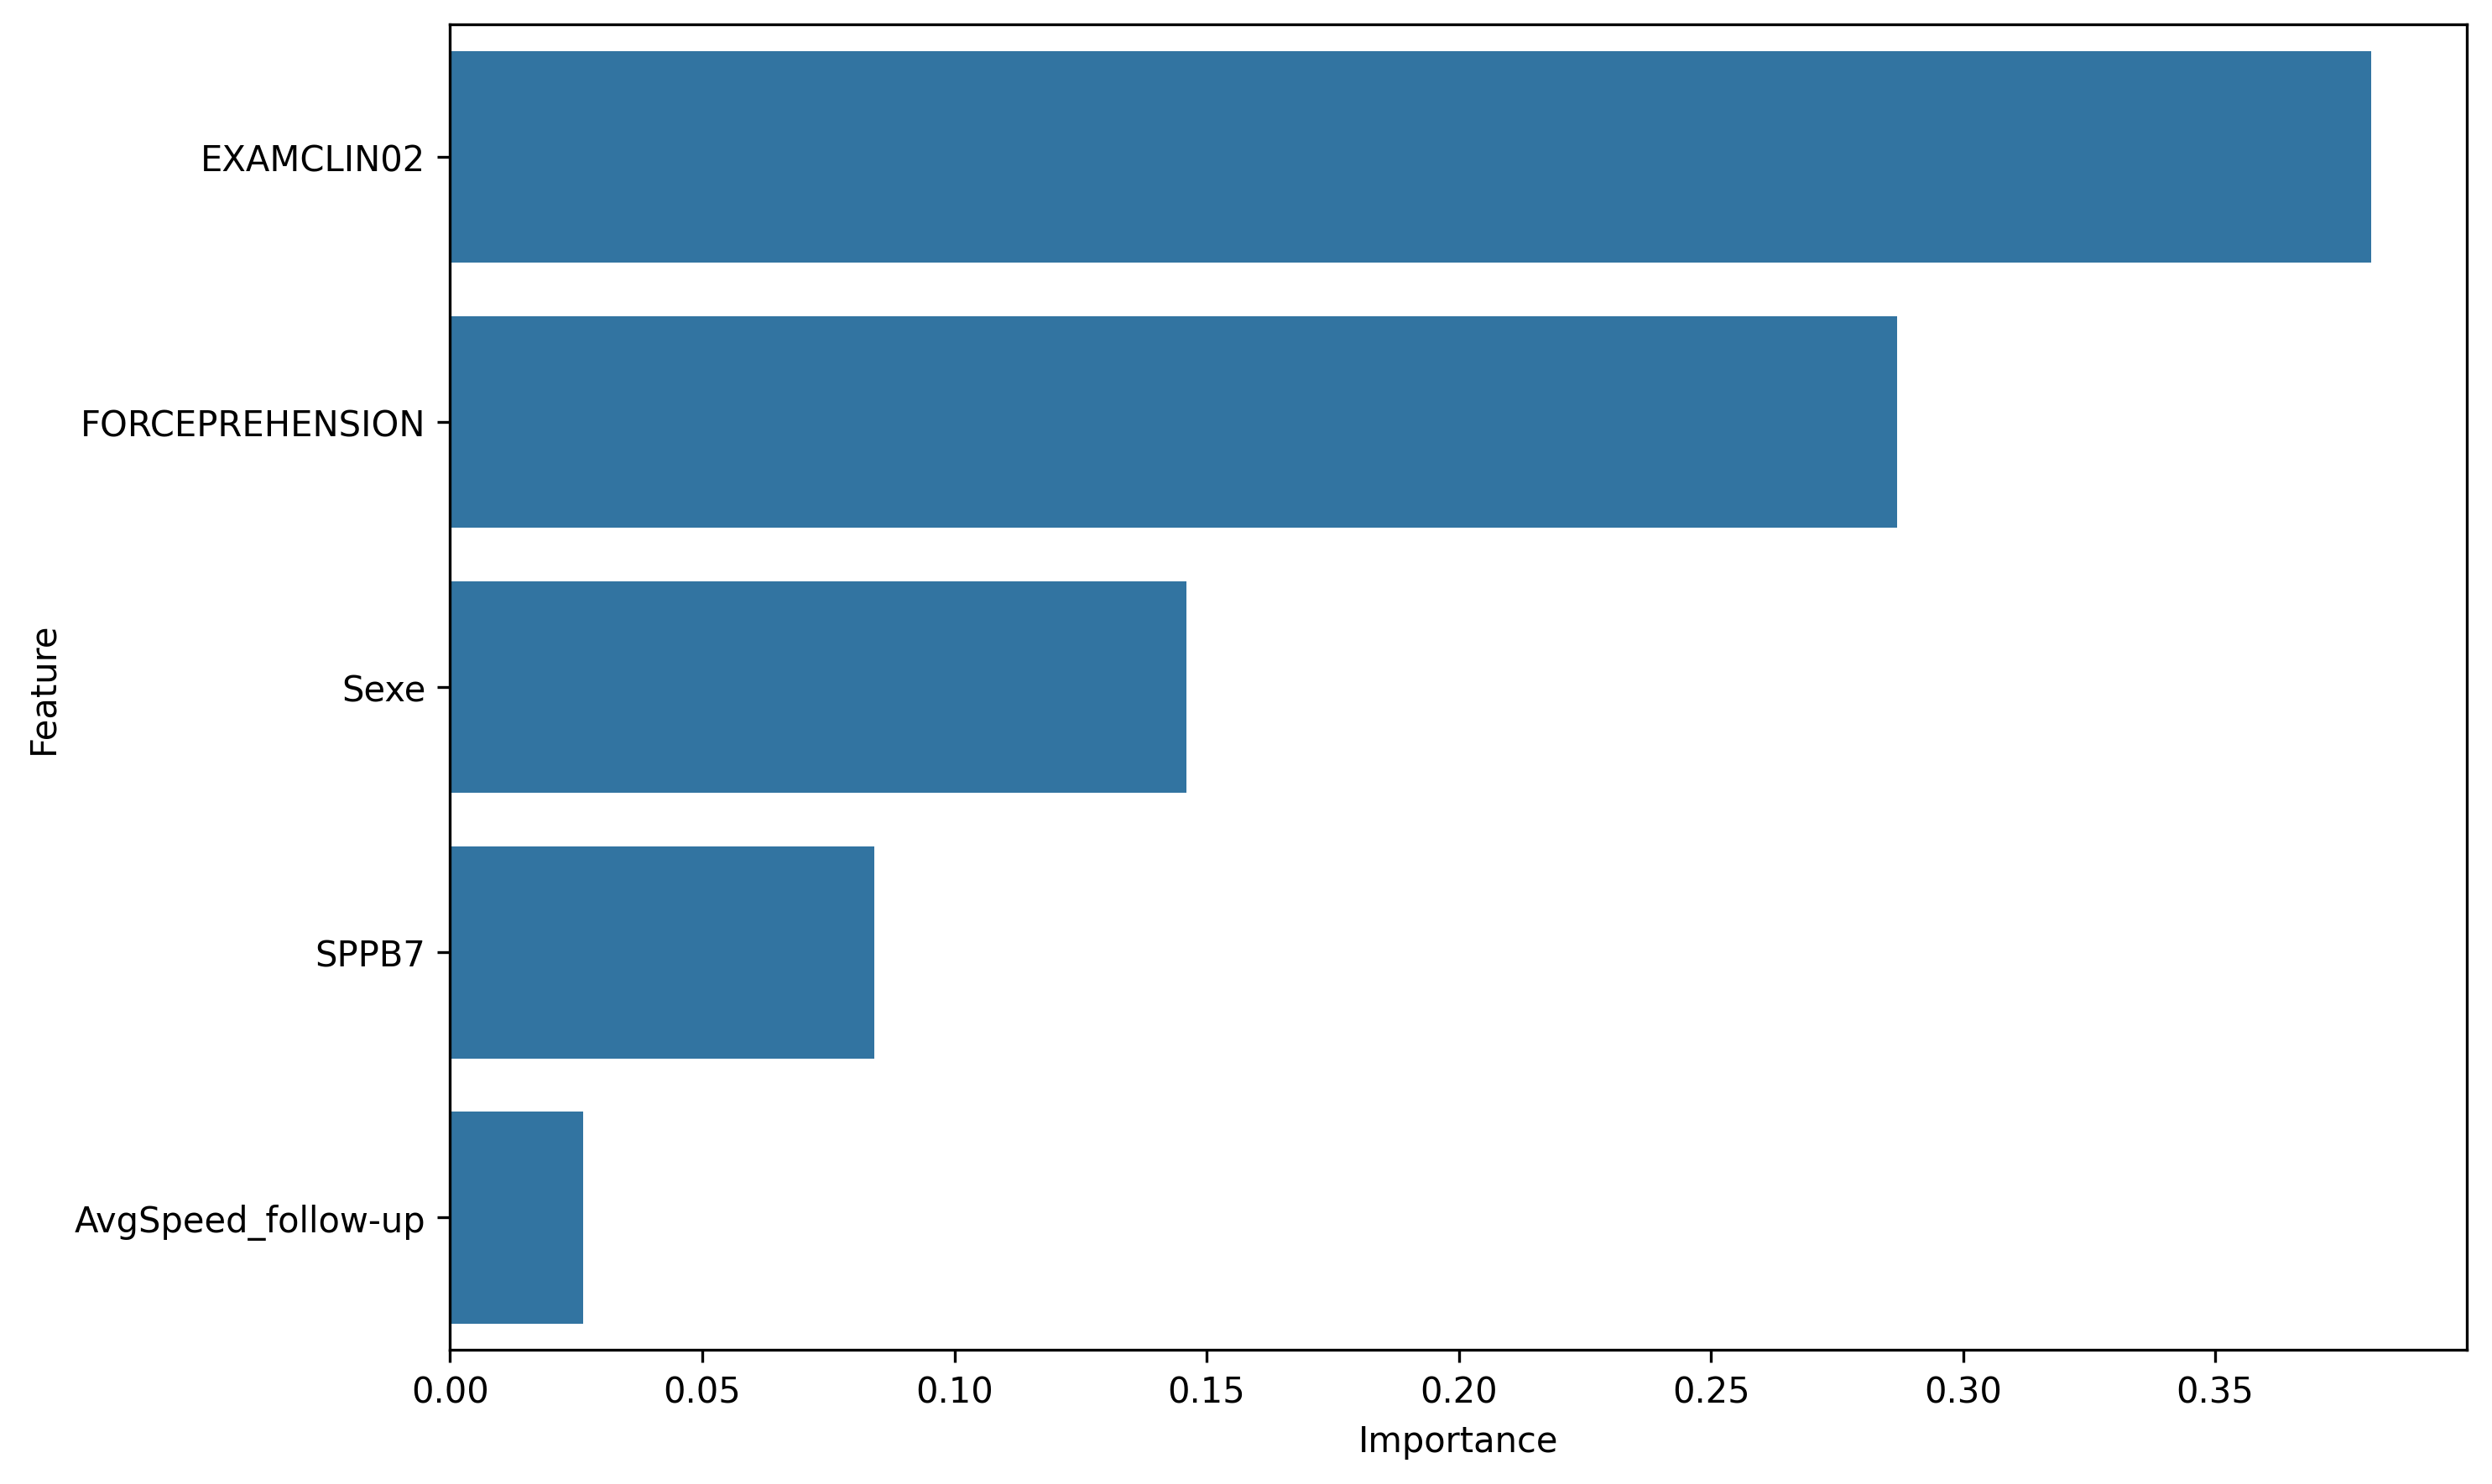 EXAMCLIN02
FORCEPREHENSION
Sexe
SPPB7
AvgSpeed_follow-up
Feature
0.00 0.05 0.10 0.15 0.20 0.25 0.30 0.35
Importance